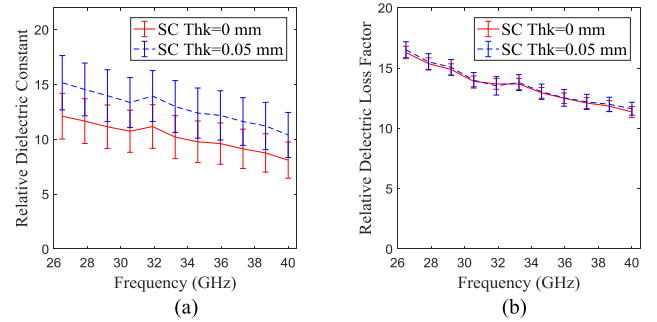 Relative Dielectric Constant
20
15
10
5
0
SC Thk=0 mm
SC Thk=0.05 mm
26 28 30 32 34 36 38 40
Frequency (GHz)
(a)
Relative Delectric Loss Factor
20
15
10
5
0
SC Thk=0 mm
SC Thk=0.05 mm
26 28 30 32 34 36 38 40
Frequency (GHz)
(b)